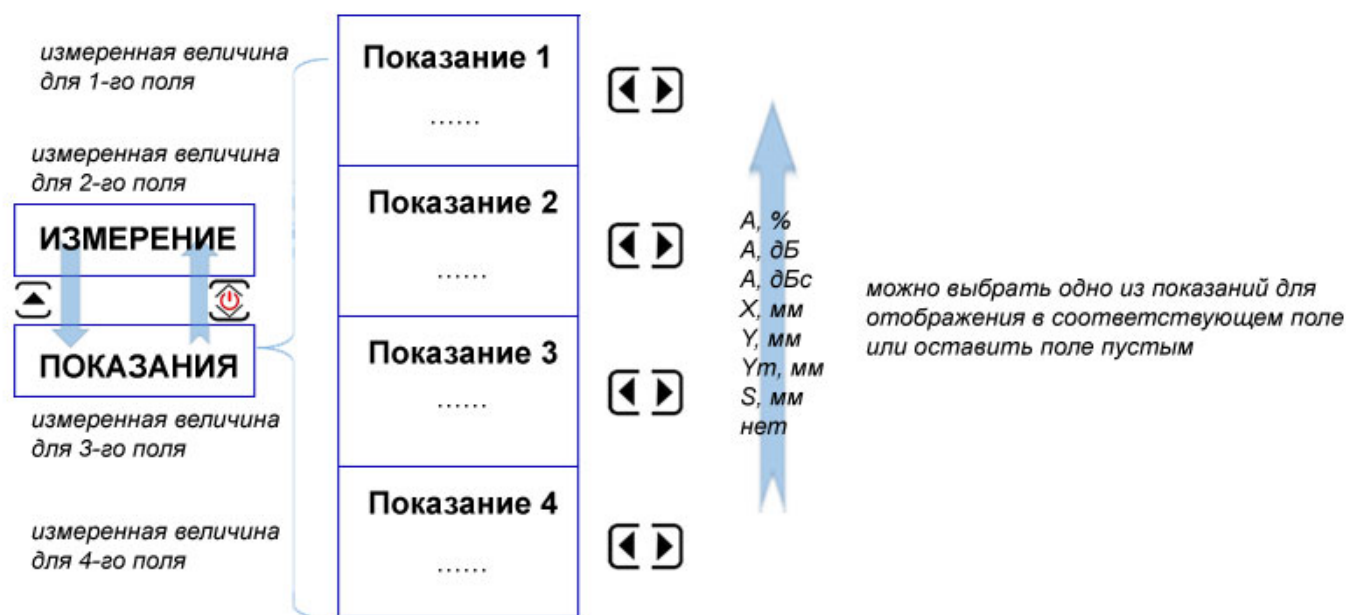 измеренная величина
для 1-го поля
измеренная величина
для 2-го поля
ИЗМЕРЕНИЕ
ПОКАЗАНИЯ
измеренная величина
для 3-го поля
измеренная величина
для 4-го поля
Показание 1
......
Показание 2
......
Показание 3
......
Показание 4
......
А, %
А, дБ
А, дБс
X, мм
Y, мм
Yт, мм
S, мм
нет
можно выбрать одно из показаний для
отображения в соответствующем поле
или оставить поле пустым